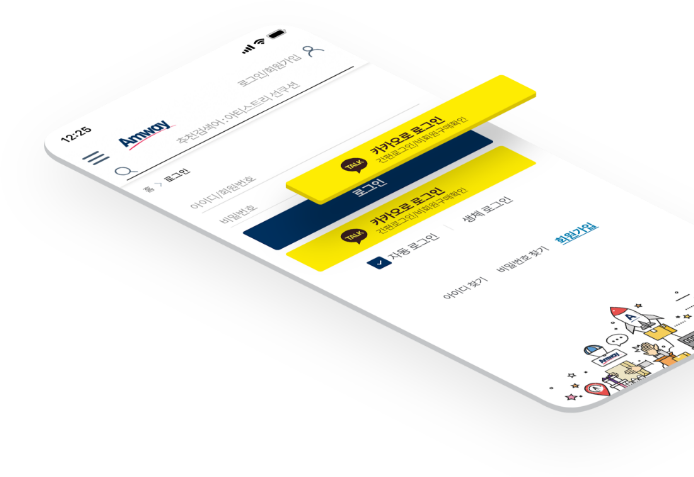 12:25
로그인/회원가입
Amway
추천검색어 : 아티스트리 선쿠션
홈 > 로그인
아이디/회원번호
비밀번호
로그인
TALK 카카오로 로그인
간편로그인/비회원구매확인
TALK 카카오로 로그인
간편로그인/비회원구매확인
자동 로그인
생체 로그인
아이디 찾기
비밀번호 찾기
회원가입
A
Amway
A